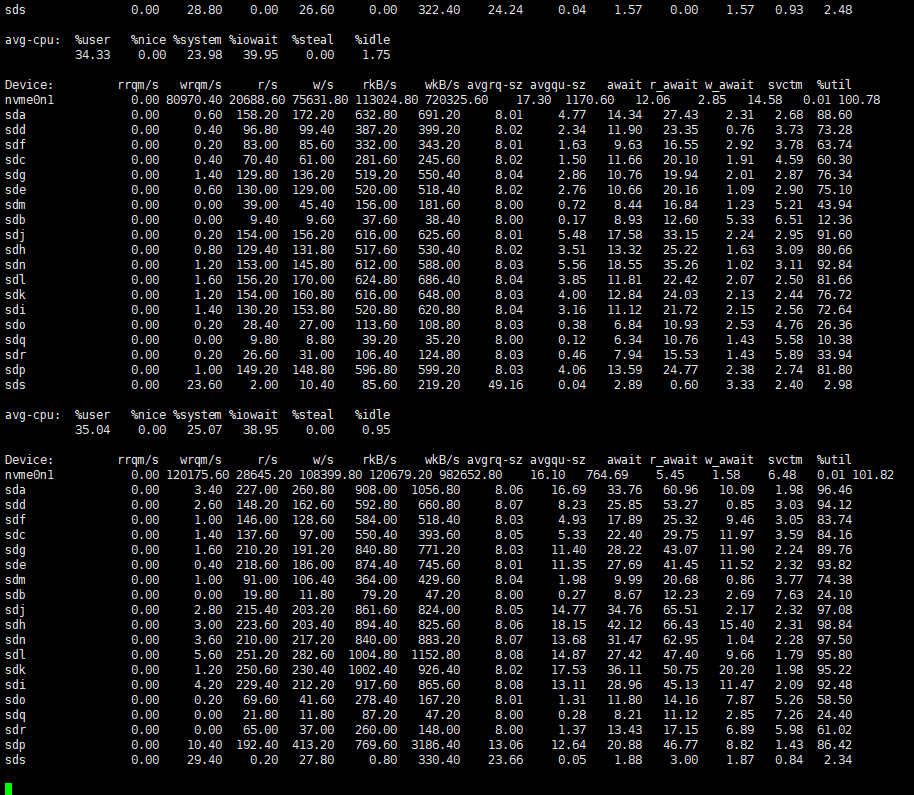 sds 0.00 28.80 0.00 26.60 0.00 322.40 24.24 0.04 1.57 0.00 1.57 0.93 2.48
avg-cpu: %user %nice %system %iowait %steal %idle
34.33 0.00 23.98 39.95 0.00 1.75
Device: rrqm/s wrqm/s r/s w/s rkB/s wkB/s avgrq-sz avgqu-sz await r_await w_await svctm %util
nvme0n1 0.00 80970.40 20688.60 75631.80 113024.80 720325.60 17.30 1170.60 12.06 2.85 14.58 0.01 100.78
sda 0.00 0.60 158.20 172.20 632.80 691.20 8.01 4.77 14.34 27.43 2.31 2.68 88.60
sdd 0.00 0.40 96.80 99.40 387.20 399.20 8.02 2.34 11.90 23.35 0.76 3.73 73.28
sdf 0.00 0.20 83.00 85.60 332.00 343.20 8.01 1.63 9.63 16.55 2.92 3.78 63.74
sdc 0.00 0.40 70.40 61.00 281.60 245.60 8.02 1.50 11.66 20.10 1.91 4.59 60.30
sdg 0.00 1.40 129.80 136.20 519.20 550.40 8.04 2.86 10.76 19.94 2.01 2.87 76.34
sde 0.00 0.60 130.00 129.00 520.00 518.40 8.02 2.76 10.66 20.16 1.09 2.90 75.10
sdm 0.00 0.00 39.00 45.40 156.00 181.60 8.00 0.72 8.44 16.84 1.23 5.21 43.94
sdb 0.00 0.00 9.40 9.60 37.60 38.40 8.00 0.17 8.93 12.60 5.33 6.51 12.36
sdj 0.00 0.20 154.00 156.20 616.00 625.60 8.01 5.48 17.58 33.15 2.24 2.95 91.60
sdh 0.00 0.80 129.40 131.80 517.60 530.40 8.02 3.51 13.32 25.22 1.63 3.09 80.66
sdn 0.00 1.20 153.00 145.80 612.00 588.00 8.03 5.56 18.55 35.26 1.02 3.11 92.84
sdl 0.00 1.60 156.20 170.00 624.80 686.40 8.04 3.85 11.81 22.42 2.07 2.50 81.66
sdk 0.00 1.20 154.00 160.80 616.00 648.00 8.03 4.00 12.84 24.03 2.13 2.44 76.72
sdi 0.00 1.40 130.20 153.80 520.80 620.80 8.04 3.16 11.12 21.72 2.15 2.56 72.64
sdo 0.00 0.20 28.40 27.00 113.60 108.80 8.03 0.38 6.84 10.93 2.53 4.76 26.36
sdq 0.00 0.00 9.80 8.80 39.20 35.20 8.00 0.12 6.34 10.76 1.43 5.58 10.38
sdr 0.00 0.20 26.60 31.00 106.40 124.80 8.03 0.46 7.94 15.53 1.43 5.89 33.94
sdp 0.00 1.00 149.20 148.80 596.80 599.20 8.03 4.06 13.59 24.77 2.38 2.74 81.80
sds 0.00 23.60 2.00 10.40 85.60 219.20 49.16 0.04 2.89 0.60 3.33 2.40 2.98
avg-cpu: %user %nice %system %iowait %steal %idle
35.04 0.00 25.07 38.95 0.00 0.95
Device: rrqm/s wrqm/s r/s w/s rkB/s wkB/s avgrq-sz avgqu-sz await r_await w_await svctm %util
nvme0n1 0.00 120175.60 28645.20 108399.80 120679.20 982652.80 16.10 764.69 5.45 1.58 6.48 0.01 101.82
sda 0.00 3.40 227.00 260.80 908.00 1056.80 8.06 16.69 33.76 60.96 10.09 1.98 96.46
sdd 0.00 2.60 148.20 162.60 592.80 660.80 8.07 8.23 25.85 53.27 0.85 3.03 94.12
sdf 0.00 1.00 146.00 128.60 584.00 518.40 8.03 4.93 17.89 25.32 9.46 3.05 83.74
sdc 0.00 1.40 137.60 97.00 550.40 393.60 8.05 5.33 22.40 29.75 11.97 3.59 84.16
sdg 0.00 1.60 210.20 191.20 840.80 771.20 8.03 11.40 28.22 43.07 11.90 2.24 89.76
sde 0.00 0.40 218.60 186.00 874.40 745.60 8.01 11.35 27.69 41.45 11.52 2.32 93.82
sdm 0.00 1.00 91.00 106.40 364.00 429.60 8.04 1.98 9.99 20.68 0.86 3.77 74.38
sdb 0.00 0.00 19.80 11.80 79.20 47.20 8.00 0.27 8.67 12.23 2.69 7.63 24.10
sdj 0.00 2.80 215.40 203.20 861.60 824.00 8.05 14.77 34.76 65.51 2.17 2.32 97.08
sdh 0.00 3.00 223.60 203.40 894.40 825.60 8.06 18.15 42.12 66.43 15.40 2.31 98.84
sdn 0.00 3.60 210.00 217.20 840.00 883.20 8.07 13.68 31.47 62.95 1.04 2.28 97.50
sdl 0.00 5.60 251.20 282.60 1004.80 1152.80 8.08 14.87 27.42 47.40 9.66 1.79 95.80
sdk 0.00 1.20 250.60 230.40 1002.40 926.40 8.02 17.53 36.11 50.75 20.20 1.98 95.22
sdi 0.00 4.20 229.40 212.20 917.60 865.60 8.08 13.11 28.96 45.13 11.47 2.09 92.48
sdo 0.00 0.20 69.60 41.60 278.40 167.20 8.01 1.31 11.80 14.16 7.87 5.26 58.50
sdq 0.00 0.00 21.80 11.80 87.20 47.20 8.00 0.28 8.21 11.12 2.85 7.26 24.40
sdr 0.00 0.00 65.00 37.00 260.00 148.00 8.00 1.37 13.43 17.15 6.89 5.98 61.02
sdp 0.00 10.40 192.40 413.20 769.60 3186.40 13.06 12.64 20.88 46.77 8.82 1.43 86.42
sds 0.00 29.40 0.20 27.80 0.80 330.40 23.66 0.05 1.88 3.00 1.87 0.84 2.34